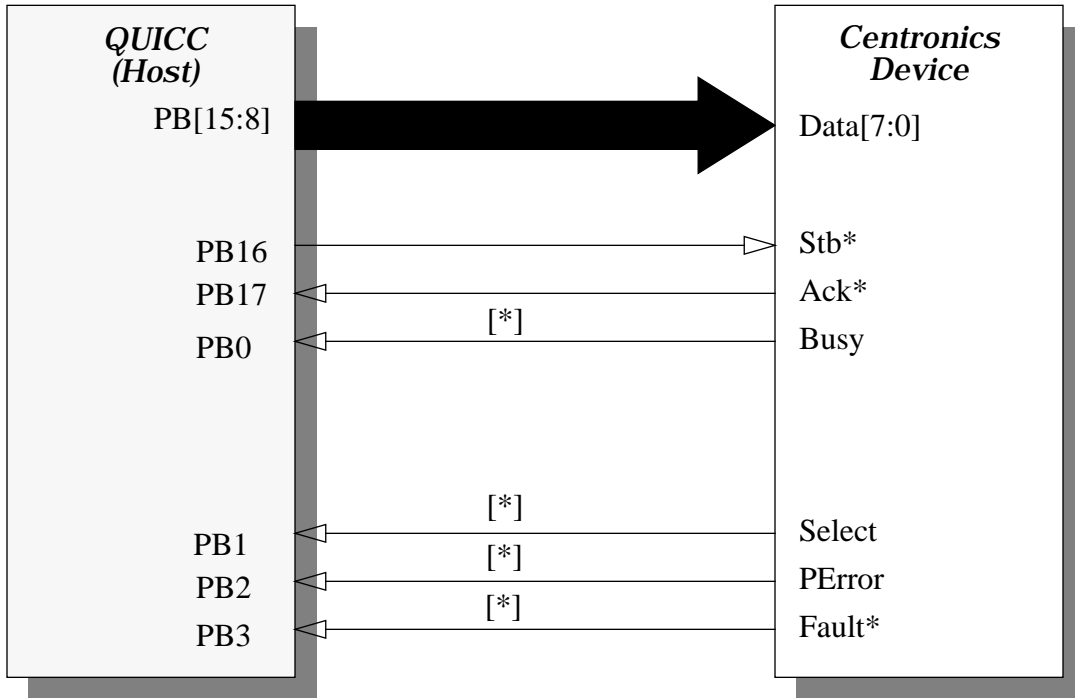 QUICC
(Host)
Centronics
Device
PB[15:8]
Data[7:0]
PB16
Stb*
PB17
Ack*
[*]
PB0
Busy
[*]
PB1
Select
[*]
PB2
PError
[*]
PB3
Fault*